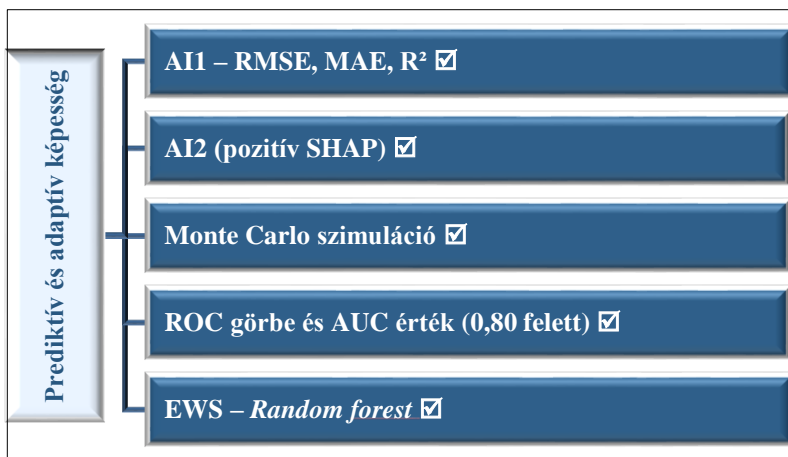 Prediktív és adaptív képesség
AI1 – RMSE, MAE, R² ☑
AI2 (pozitív SHAP) ☑
Monte Carlo szimuláció ☑
ROC görbe és AUC érték (0,80 felett) ☑
EWS – Random forest ☑